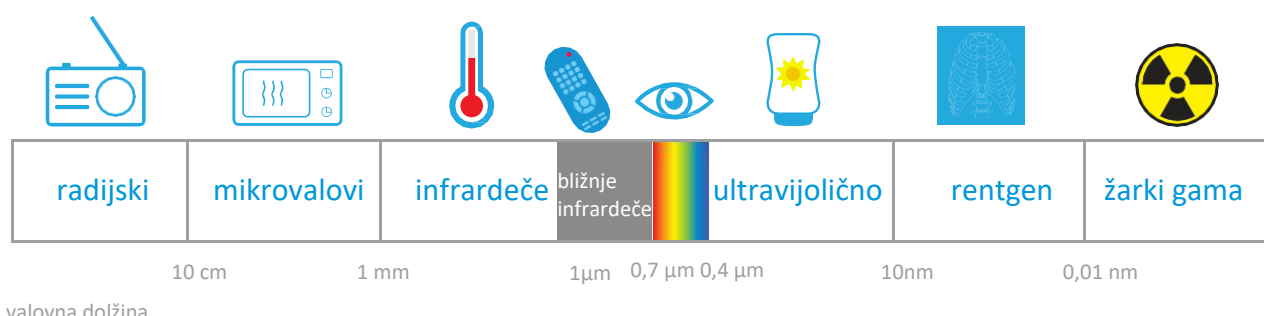 radijski
mikrovalovi
infrardeče
bližnje
infrardeče
ultravijolično
rentgen
žarki gama
10 cm
1 mm
1μm
0,7 μm
0,4 μm
10nm
0,01 nm
valovna dolžina